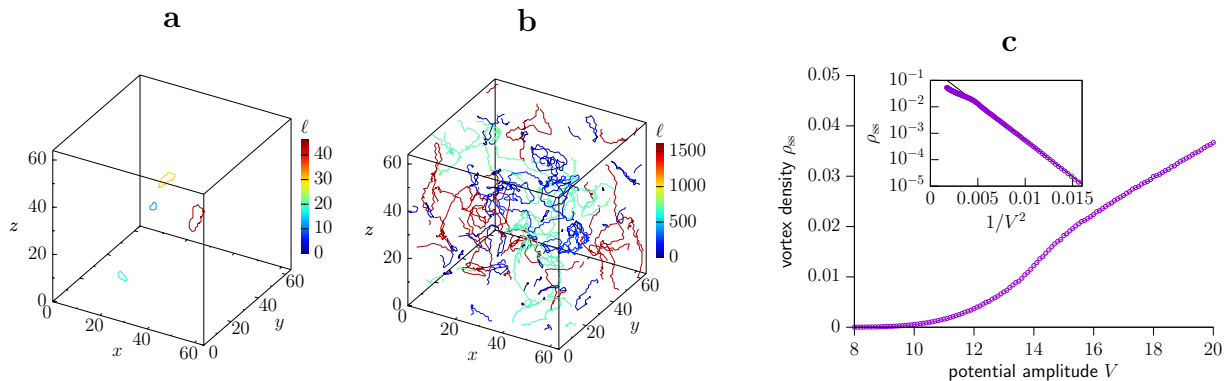 a
ℓ
40
30
20
10
0
60
40
20
0
z
0
20
40
60
x
0
20
40
60
y
b
ℓ
1500
1000
500
0
60
40
20
0
z
0
20
40
60
x
0
20
40
60
y
c
0.05
0.04
0.03
0.02
0.01
0
vortex density ρss
8 10 12 14 16 18 20
potential amplitude V
10−1
10−2
10−3
10−4
10−5
ρss
0 0.005 0.01 0.015
1/V2